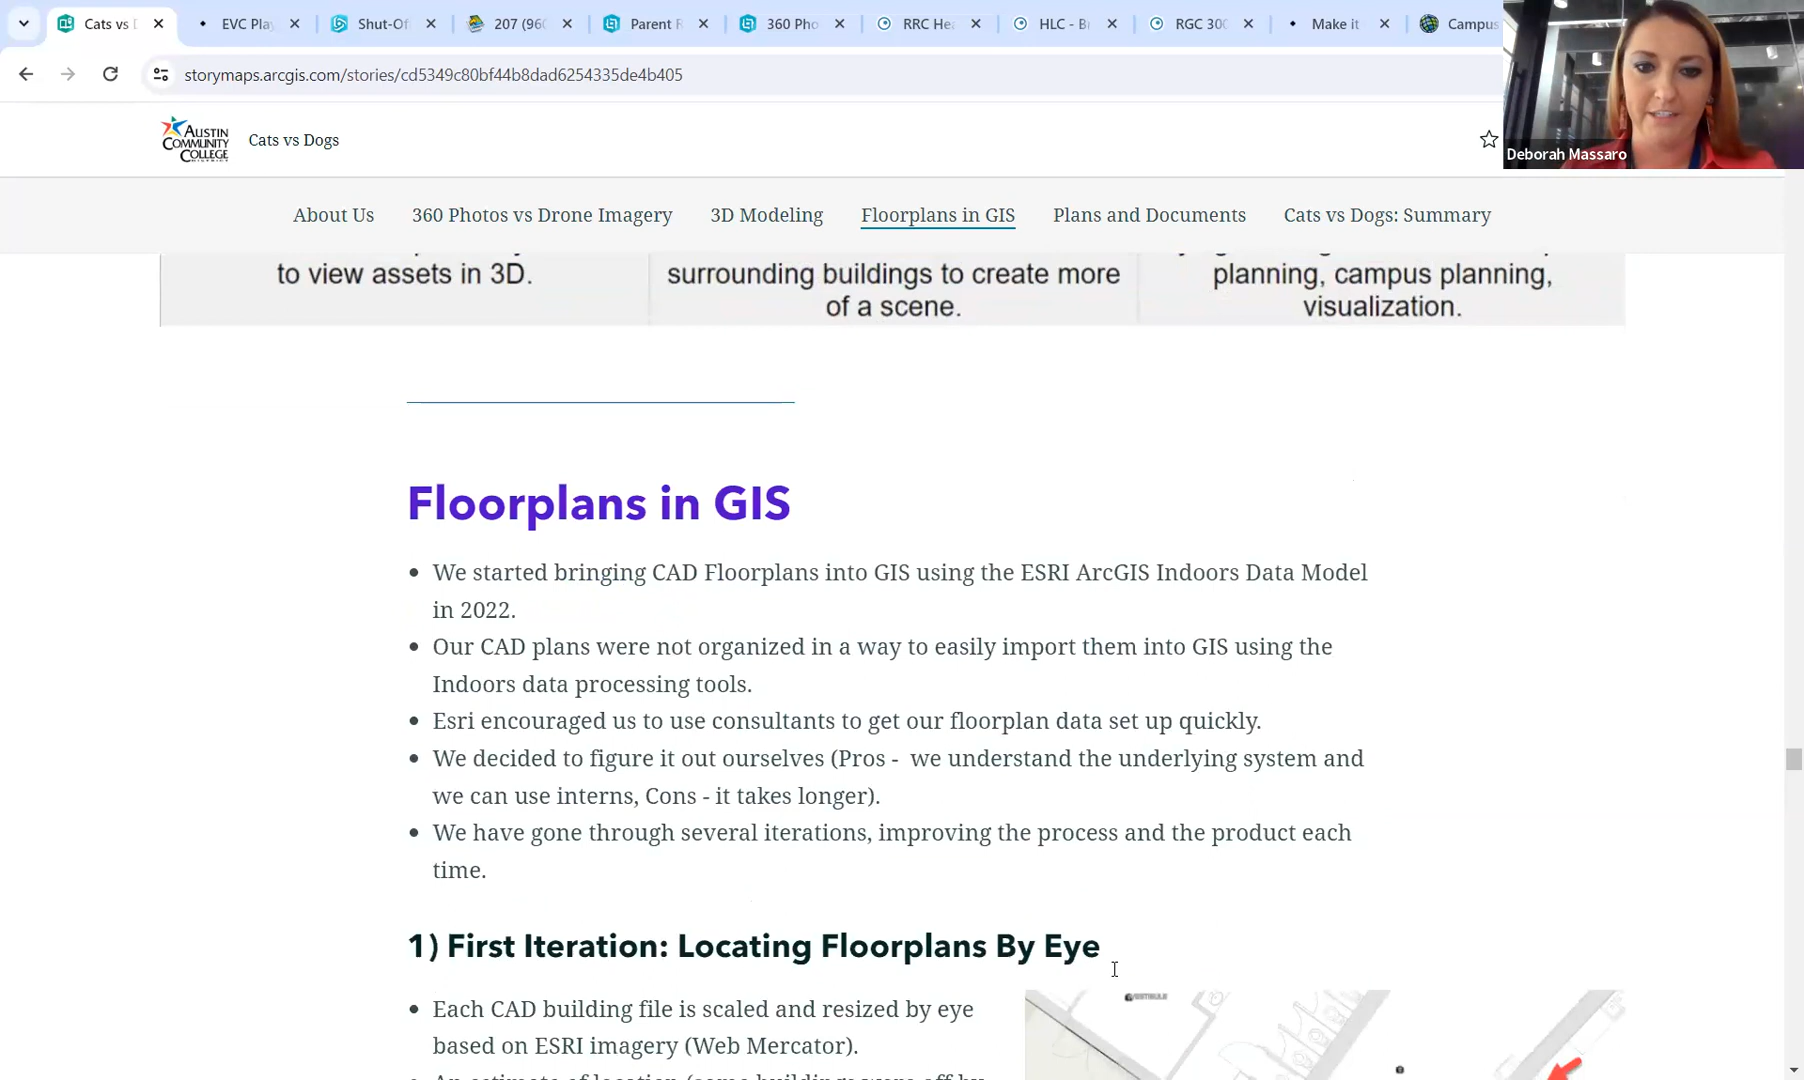 Cats vs D
EVC Play
Shut-Off
207 (960
Parent R
360 Pho
RRC Hea
HLC - B
RGC 300
Make it
Campus
storymaps.arcgis.com/stories/cd5349c80bf44b8dad6254335de4b405
AUSTIN
COMMUNITY
COLLEGE
Cats vs Dogs
Deborah Massaro
About Us
360 Photos vs Drone Imagery
3D Modeling
Floorplans in GIS
Plans and Documents
Cats vs Dogs: Summary
to view assets in 3D.
surrounding buildings to create more
of a scene.
planning, campus planning,
visualization.
Floorplans in GIS
• We started bringing CAD Floorplans into GIS using the ESRI ArcGIS Indoors Data Model
in 2022.
• Our CAD plans were not organized in a way to easily import them into GIS using the
Indoors data processing tools.
• Esri encouraged us to use consultants to get our floorplan data set up quickly.
• We decided to figure it out ourselves (Pros - we understand the underlying system and
we can use interns, Cons - it takes longer).
• We have gone through several iterations, improving the process and the product each
time.
1) First Iteration: Locating Floorplans By Eye
• Each CAD building file is scaled and resized by eye
based on ESRI imagery (Web Mercator).